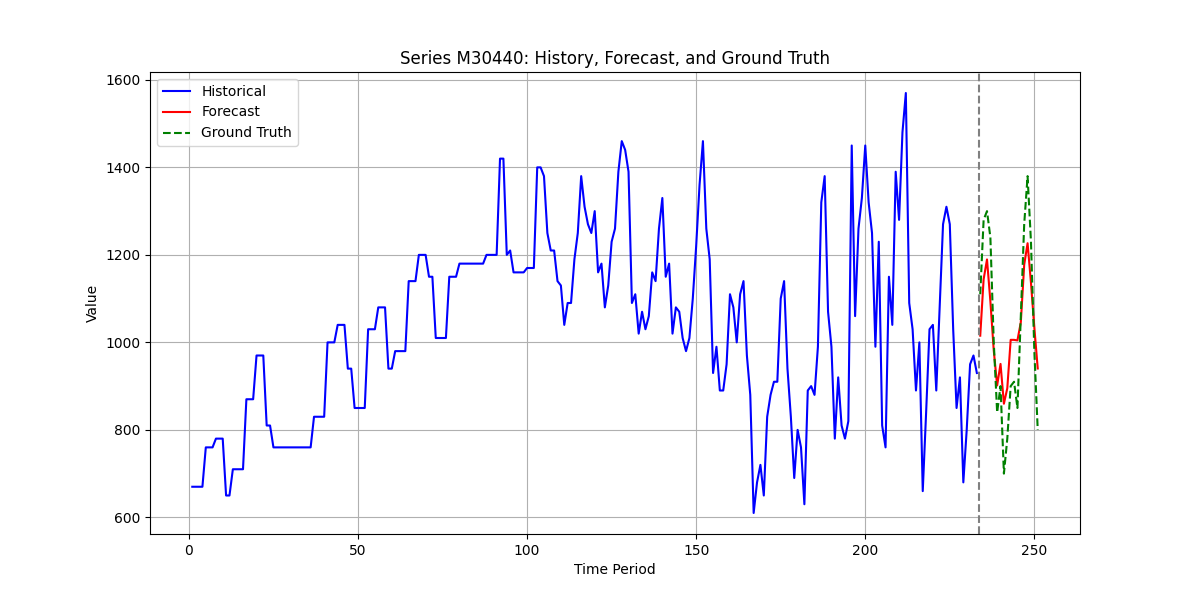 Series M30440: History, Forecast, and Ground Truth
Historical
Forecast
Ground Truth
1600
1400
1200
1000
800
600
Value
0 50 100 150 200 250
Time Period